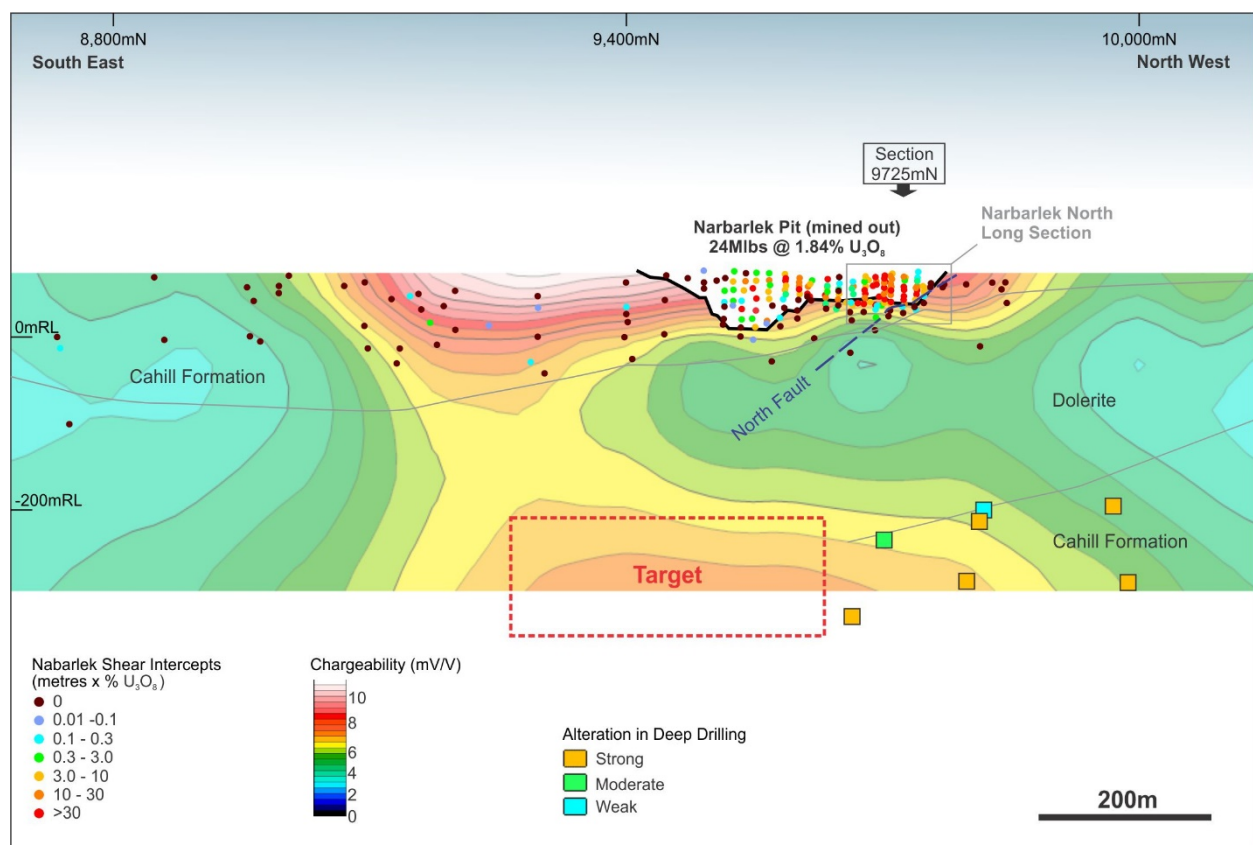 8,800mN
9,400mN
10,000mN
South East
North West
Section
9725mN
Narbarlek North
Long Section
Narbarlek Pit (mined out)
24Mlbs @ 1.84% U₃O₈
0mRL
Cahill Formation
North Fault
Dolerite
-200mRL
Cahill Formation
Target
Nabarlek Shear Intercepts
(metres x % U₃O₈)
0
0.01 -0.1
0.1 - 0.3
0.3 - 3.0
3.0 - 10
10 - 30
>30
Chargeability (mV/V)
10
8
6
4
2
0
Alteration in Deep Drilling
Strong
Moderate
Weak
200m